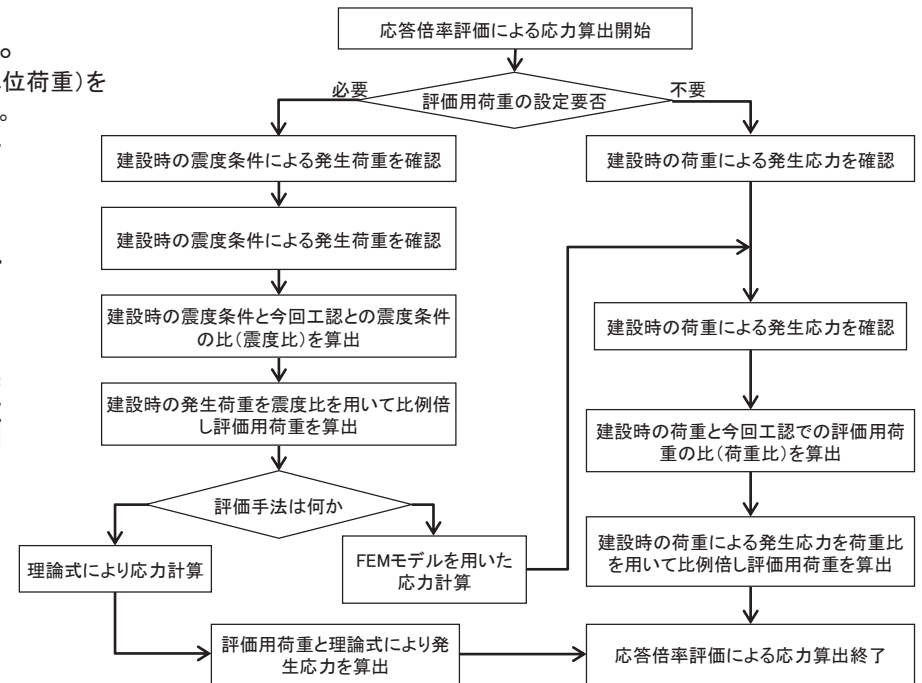 。
位荷重)を
。
応答倍率評価による応力算出開始
必要
評価用荷重の設定要否
不要
建設時の震度条件による発生荷重を確認
建設時の荷重による発生応力を確認
建設時の震度条件による発生荷重を確認
建設時の震度条件と今回工認との震度条件
の比(震度比)を算出
建設時の荷重による発生応力を確認
建設時の発生荷重を震度比を用いて比例倍
し評価用荷重を算出
建設時の荷重と今回工認での評価用荷
重の比(荷重比)を算出
評価手法は何か
理論式により応力計算
FEMモデルを用いた
応力計算
建設時の荷重による発生応力を荷重比
を用いて比例倍し評価用荷重を算出
評価用荷重と理論式により発
生応力を算出
応答倍率評価による応力算出終了